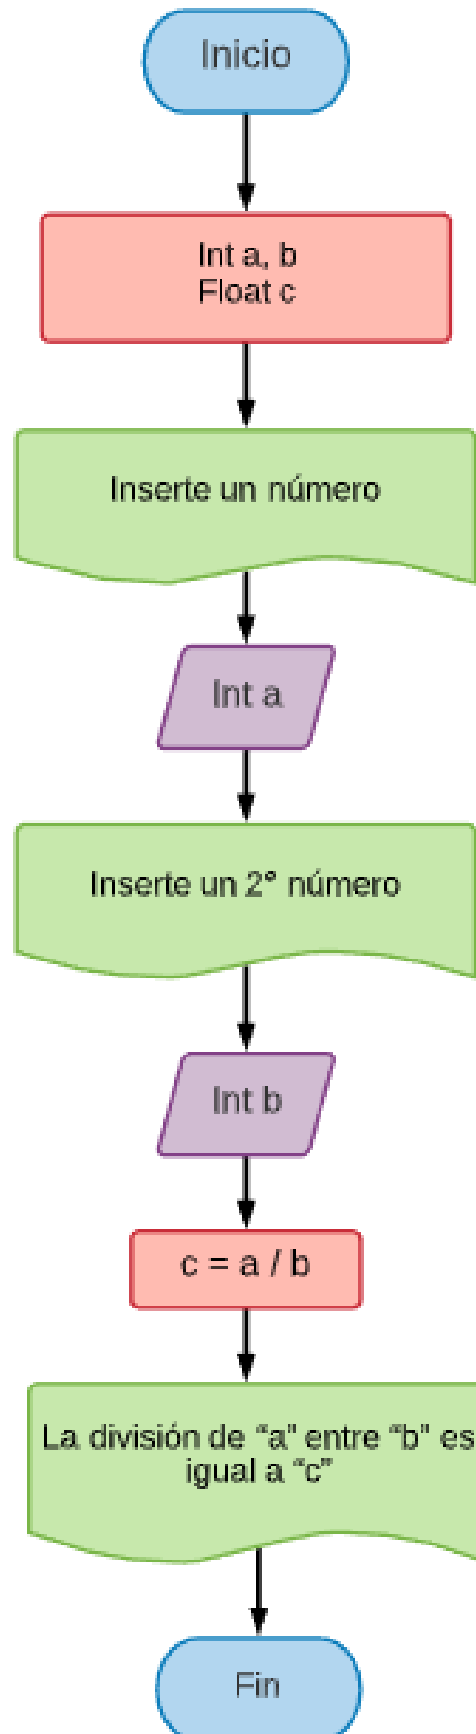 Inicio
Int a, b
Float c
Inserte un número
Int a
Inserte un 2° número
Int b
c = a / b
La división de “a” entre “b” es
igual a “c”
Fin